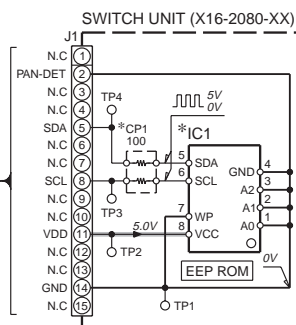 SWITCH UNIT (X16-2080-XX)
J1
N.C 1
PAN-DET 2
N.C 3
N.C 4
SDA 5
N.C 6
N.C 7
SCL 8
N.C 9
N.C 10
VDD 11
N.C 12
N.C 13
GND 14
N.C 15
TP4
*CP1
100
5V
0V
*IC1
5 SDA
6 SCL
7 WP
8 VCC
GND 4
A2 3
A1 2
A0 1
TP3
5.0V
TP2
EEP ROM
0V
TP1